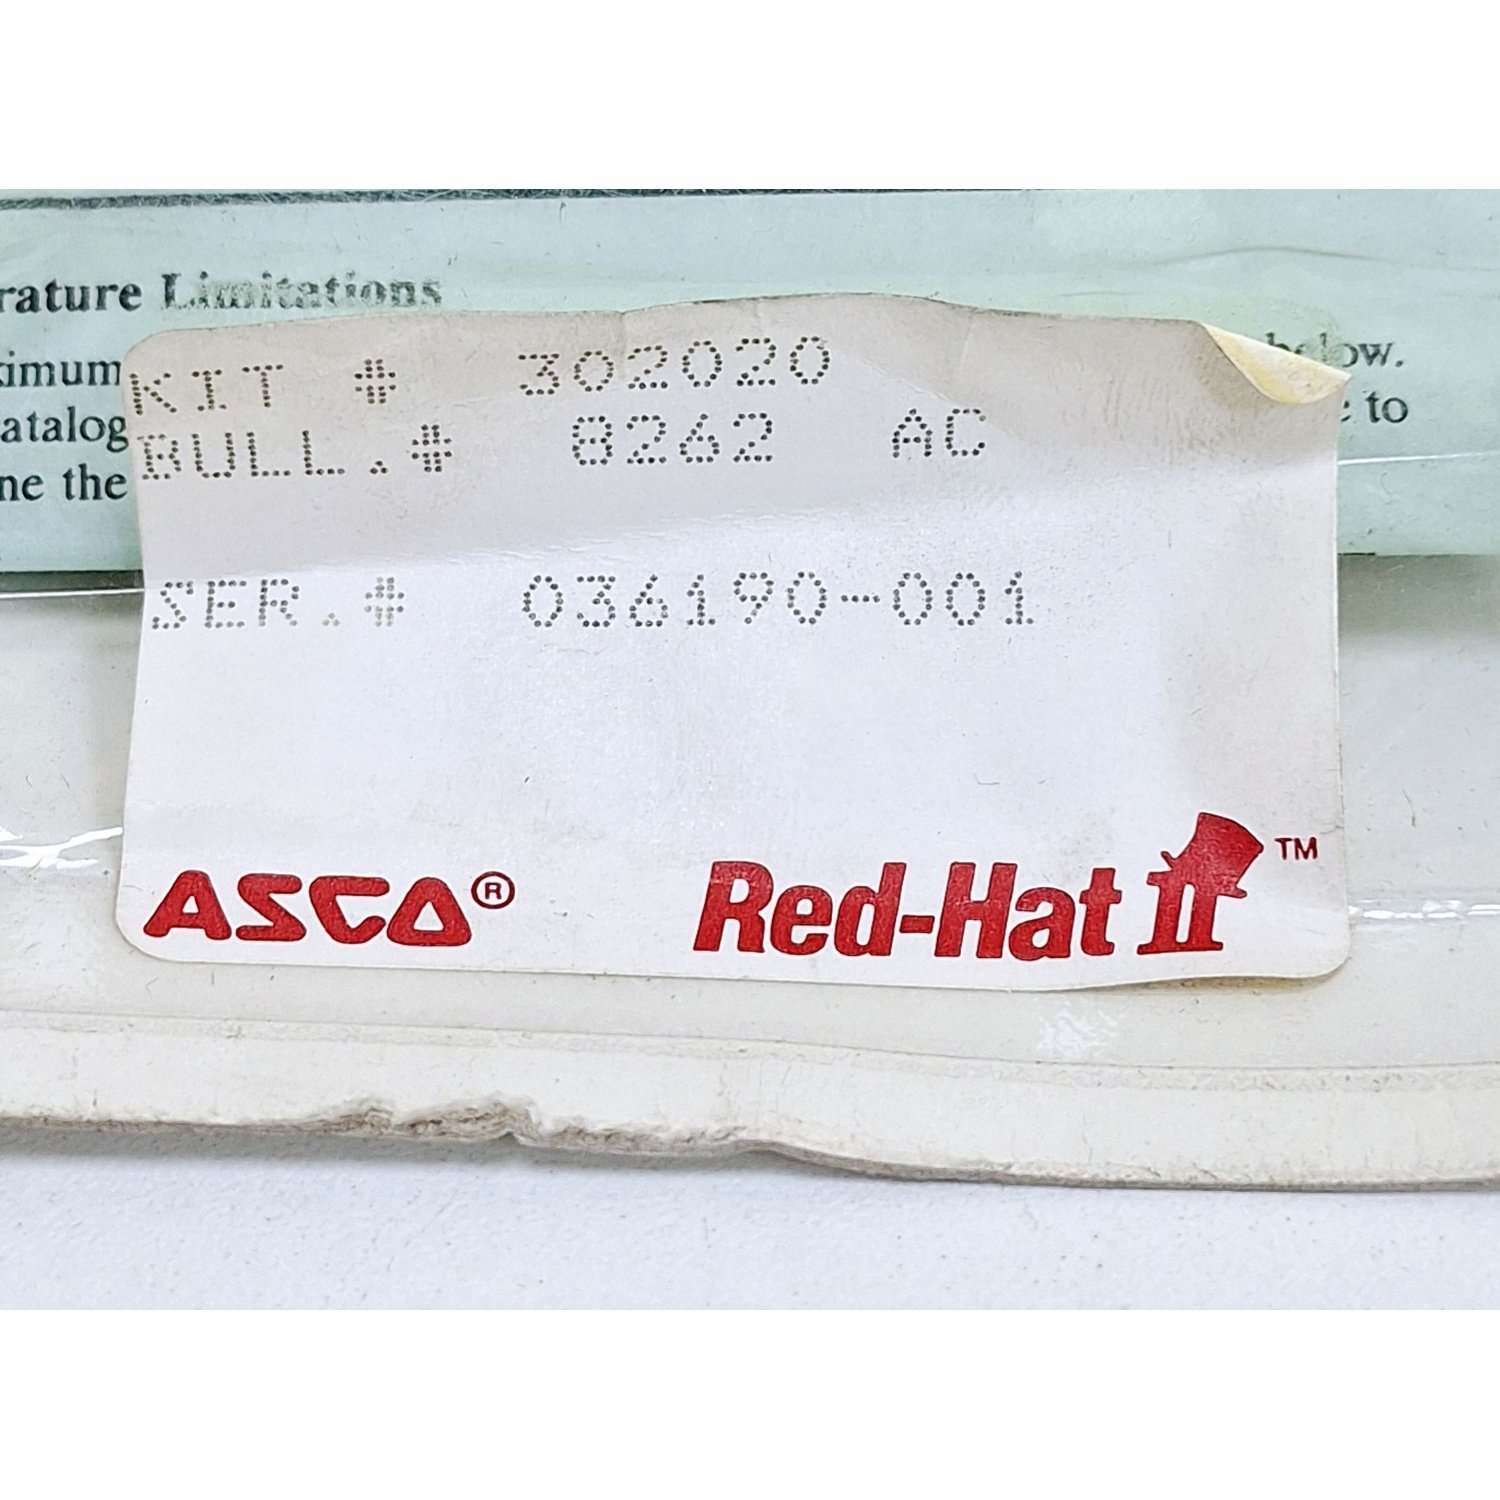 rature Limitations
ximum
below.
atalog
to
ne the
KIT # 302020
BULL.# 8262 AC
SER.# 036190-001
ASCO®
Red-Hat II™